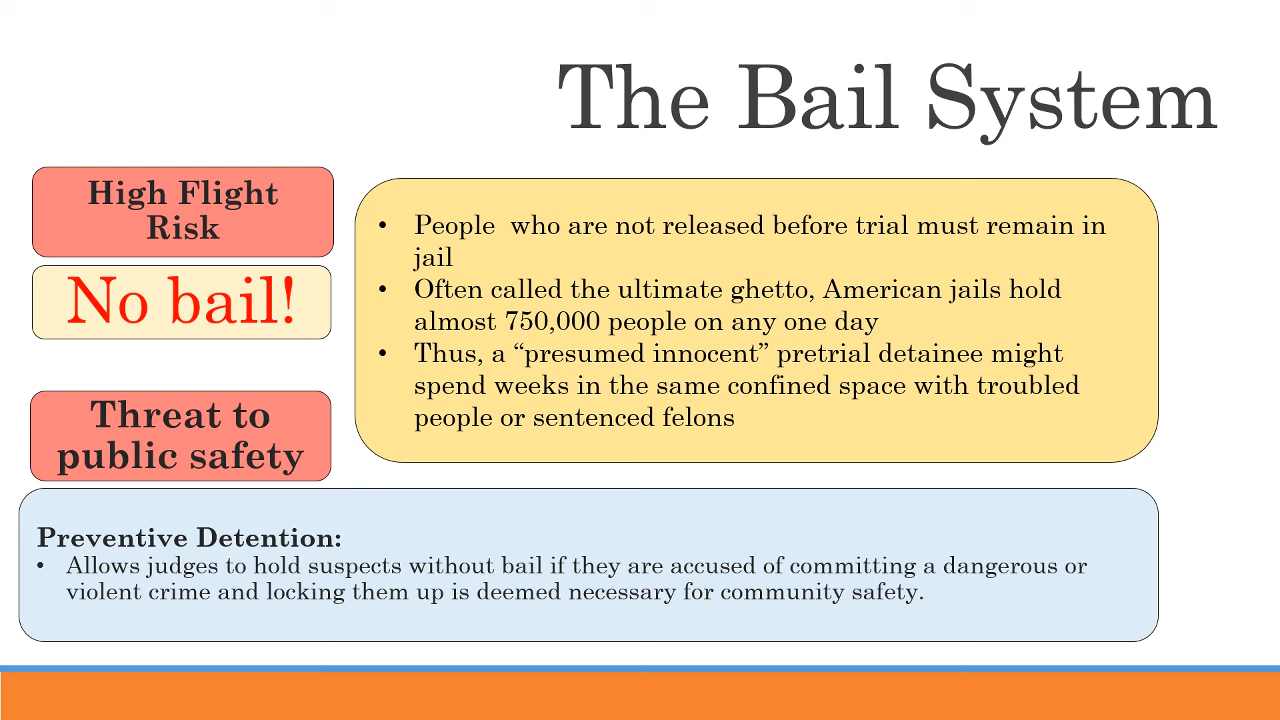 The Bail System
High Flight
Risk
No bail!
Threat to
public safety
• People  who are not released before trial must remain in
jail
• Often called the ultimate ghetto, American jails hold
almost 750,000 people on any one day
• Thus, a “presumed innocent” pretrial detainee might
spend weeks in the same confined space with troubled
people or sentenced felons
Preventive Detention:
• Allows judges to hold suspects without bail if they are accused of committing a dangerous or
violent crime and locking them up is deemed necessary for community safety.